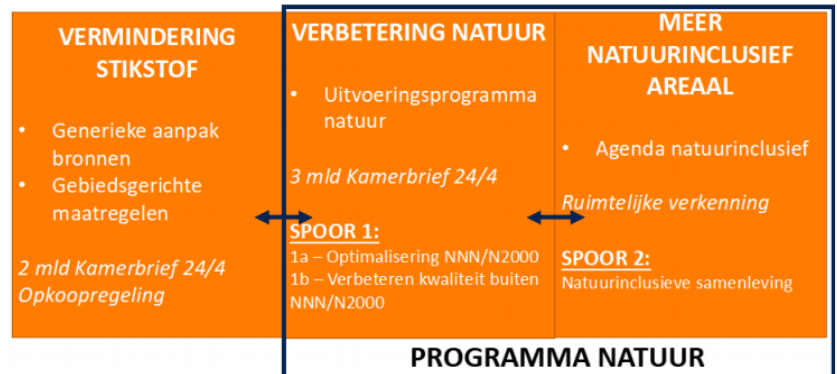 VERMINDERING
STIKSTOF
• Generieke aanpak
bronnen
• Gebiedsgerichte
maatregelen
2 mld Kamerbrief 24/4
Opkoopregeling
VERBETERING NATUUR
• Uitvoeringsprogramma
natuur
3 mld Kamerbrief 24/4
SPOOR 1:
1a – Optimalisering NNN/N2000
1b – Verbeteren kwaliteit buiten
NNN/N2000
MEER
NATUURINCLUSIEF
AREAAL
• Agenda natuurinclusief
Ruimtelijke verkenning
SPOOR 2:
Natuurinclusieve samenleving
PROGRAMMA NATUUR